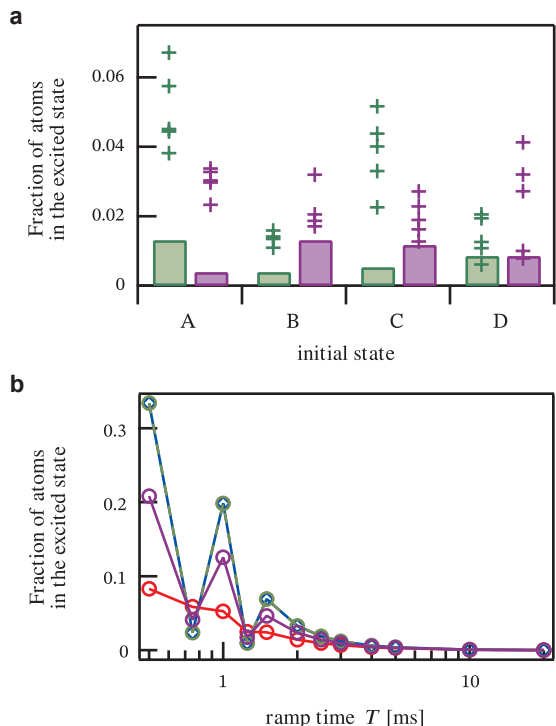 a
Fraction of atoms
in the excited state
0.06
0.04
0.02
0
A B C D
initial state
b
Fraction of atoms
in the excited state
0.3
0.2
0.1
0
1 10
ramp time T [ms]